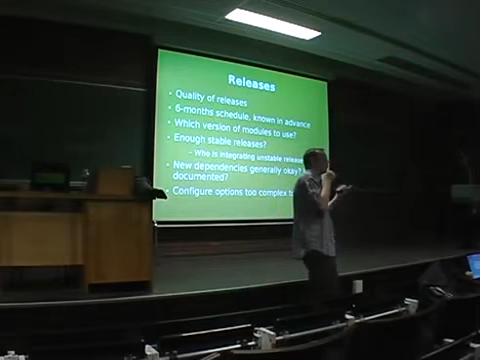 Releases
• Quality of releases
• 6-months schedule, known in advance
• Which version of modules to use?
• Enough stable releases?
– Who is integrating unstable release
• New dependencies generally okay?
documented?
• Configure options too complex